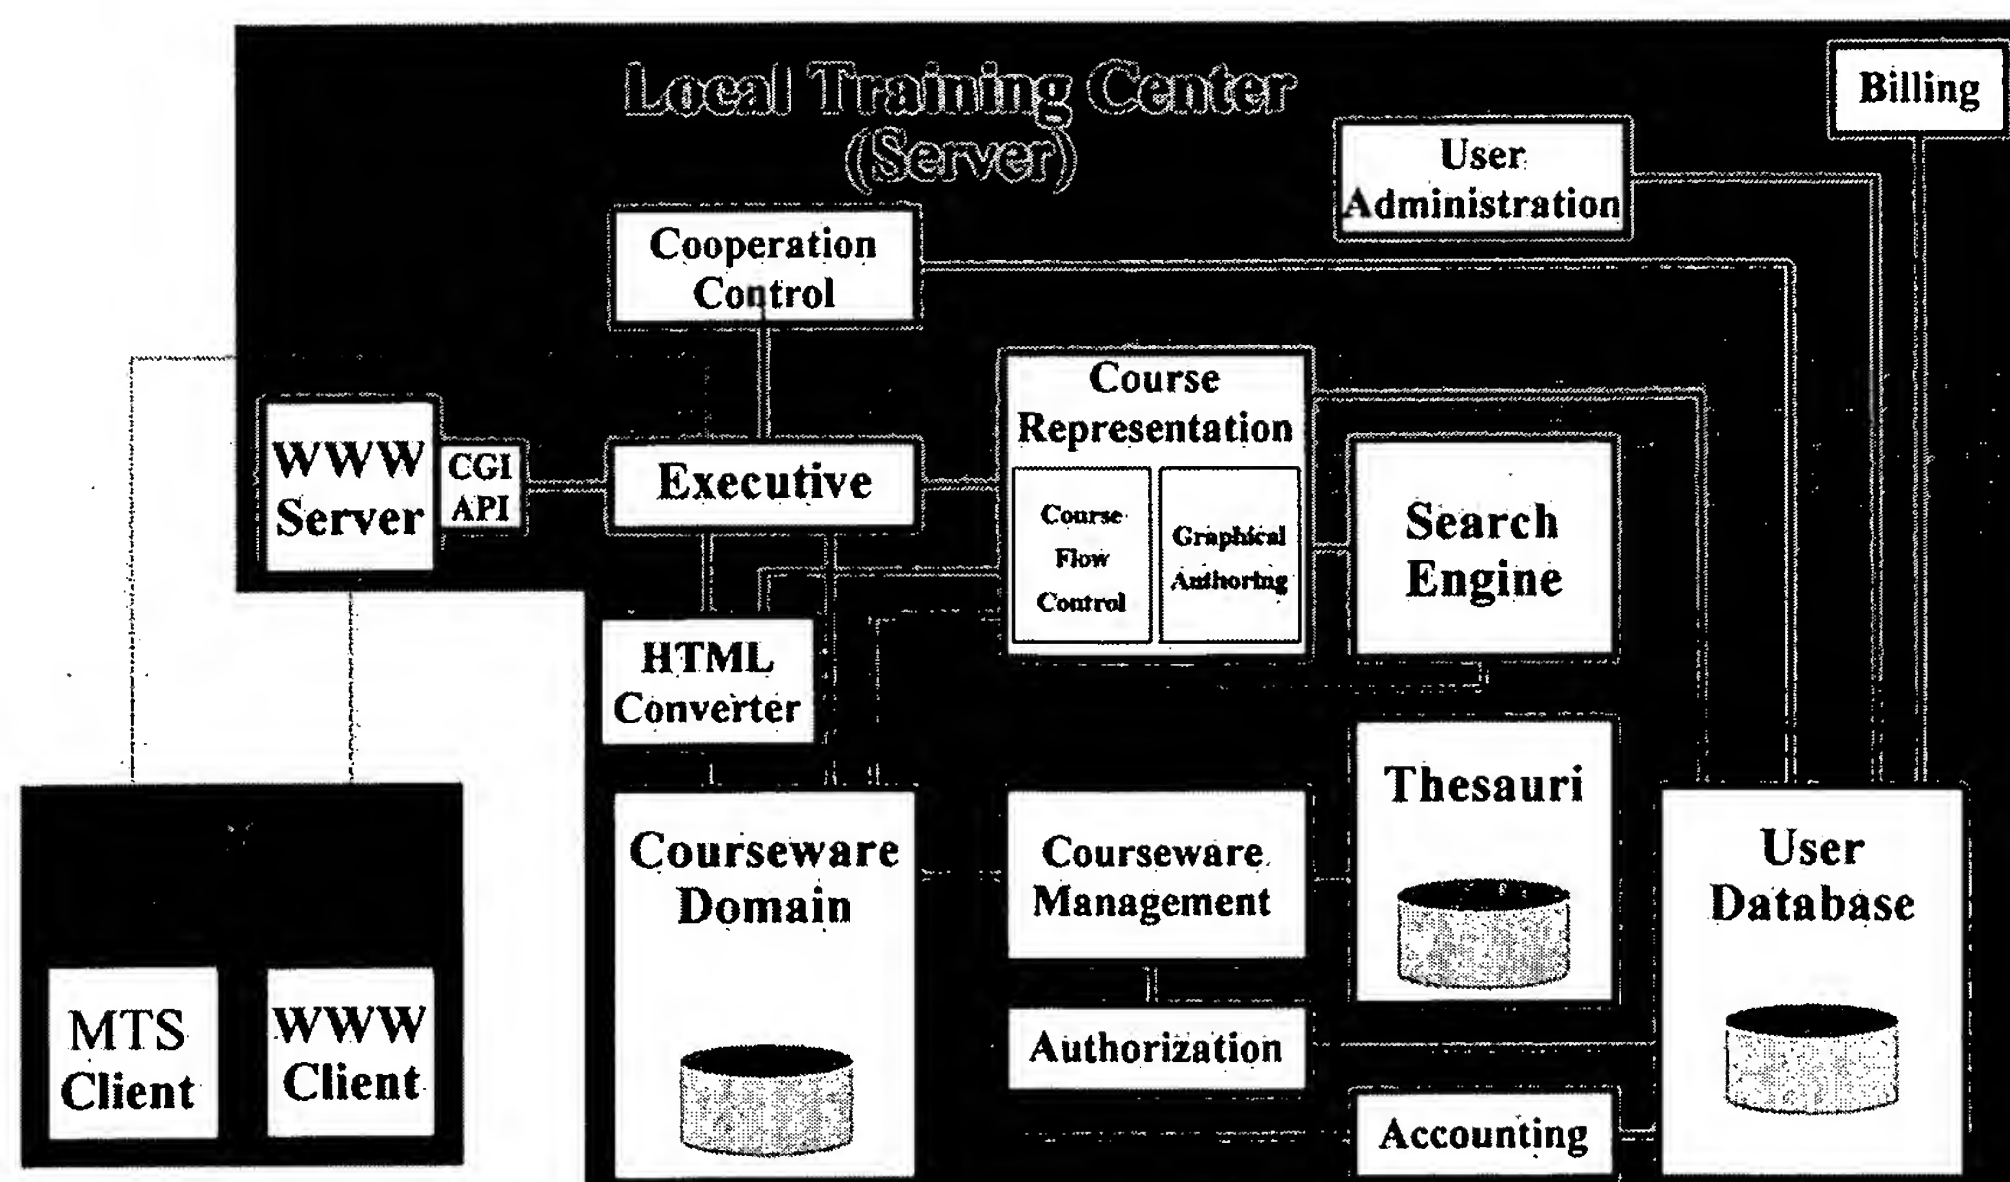 Local Training Center
(Server)
Billing
User
Administration
Cooperation
Control
Course
Representation
WWW
Server
CGI
API
Executive
Course
Flow
Control
Graphical
Authoring
Search
Engine
HTML
Converter
Thesauri
Courseware
Domain
Courseware
Management
User
Database
MTS
Client
WWW
Client
Authorization
Accounting